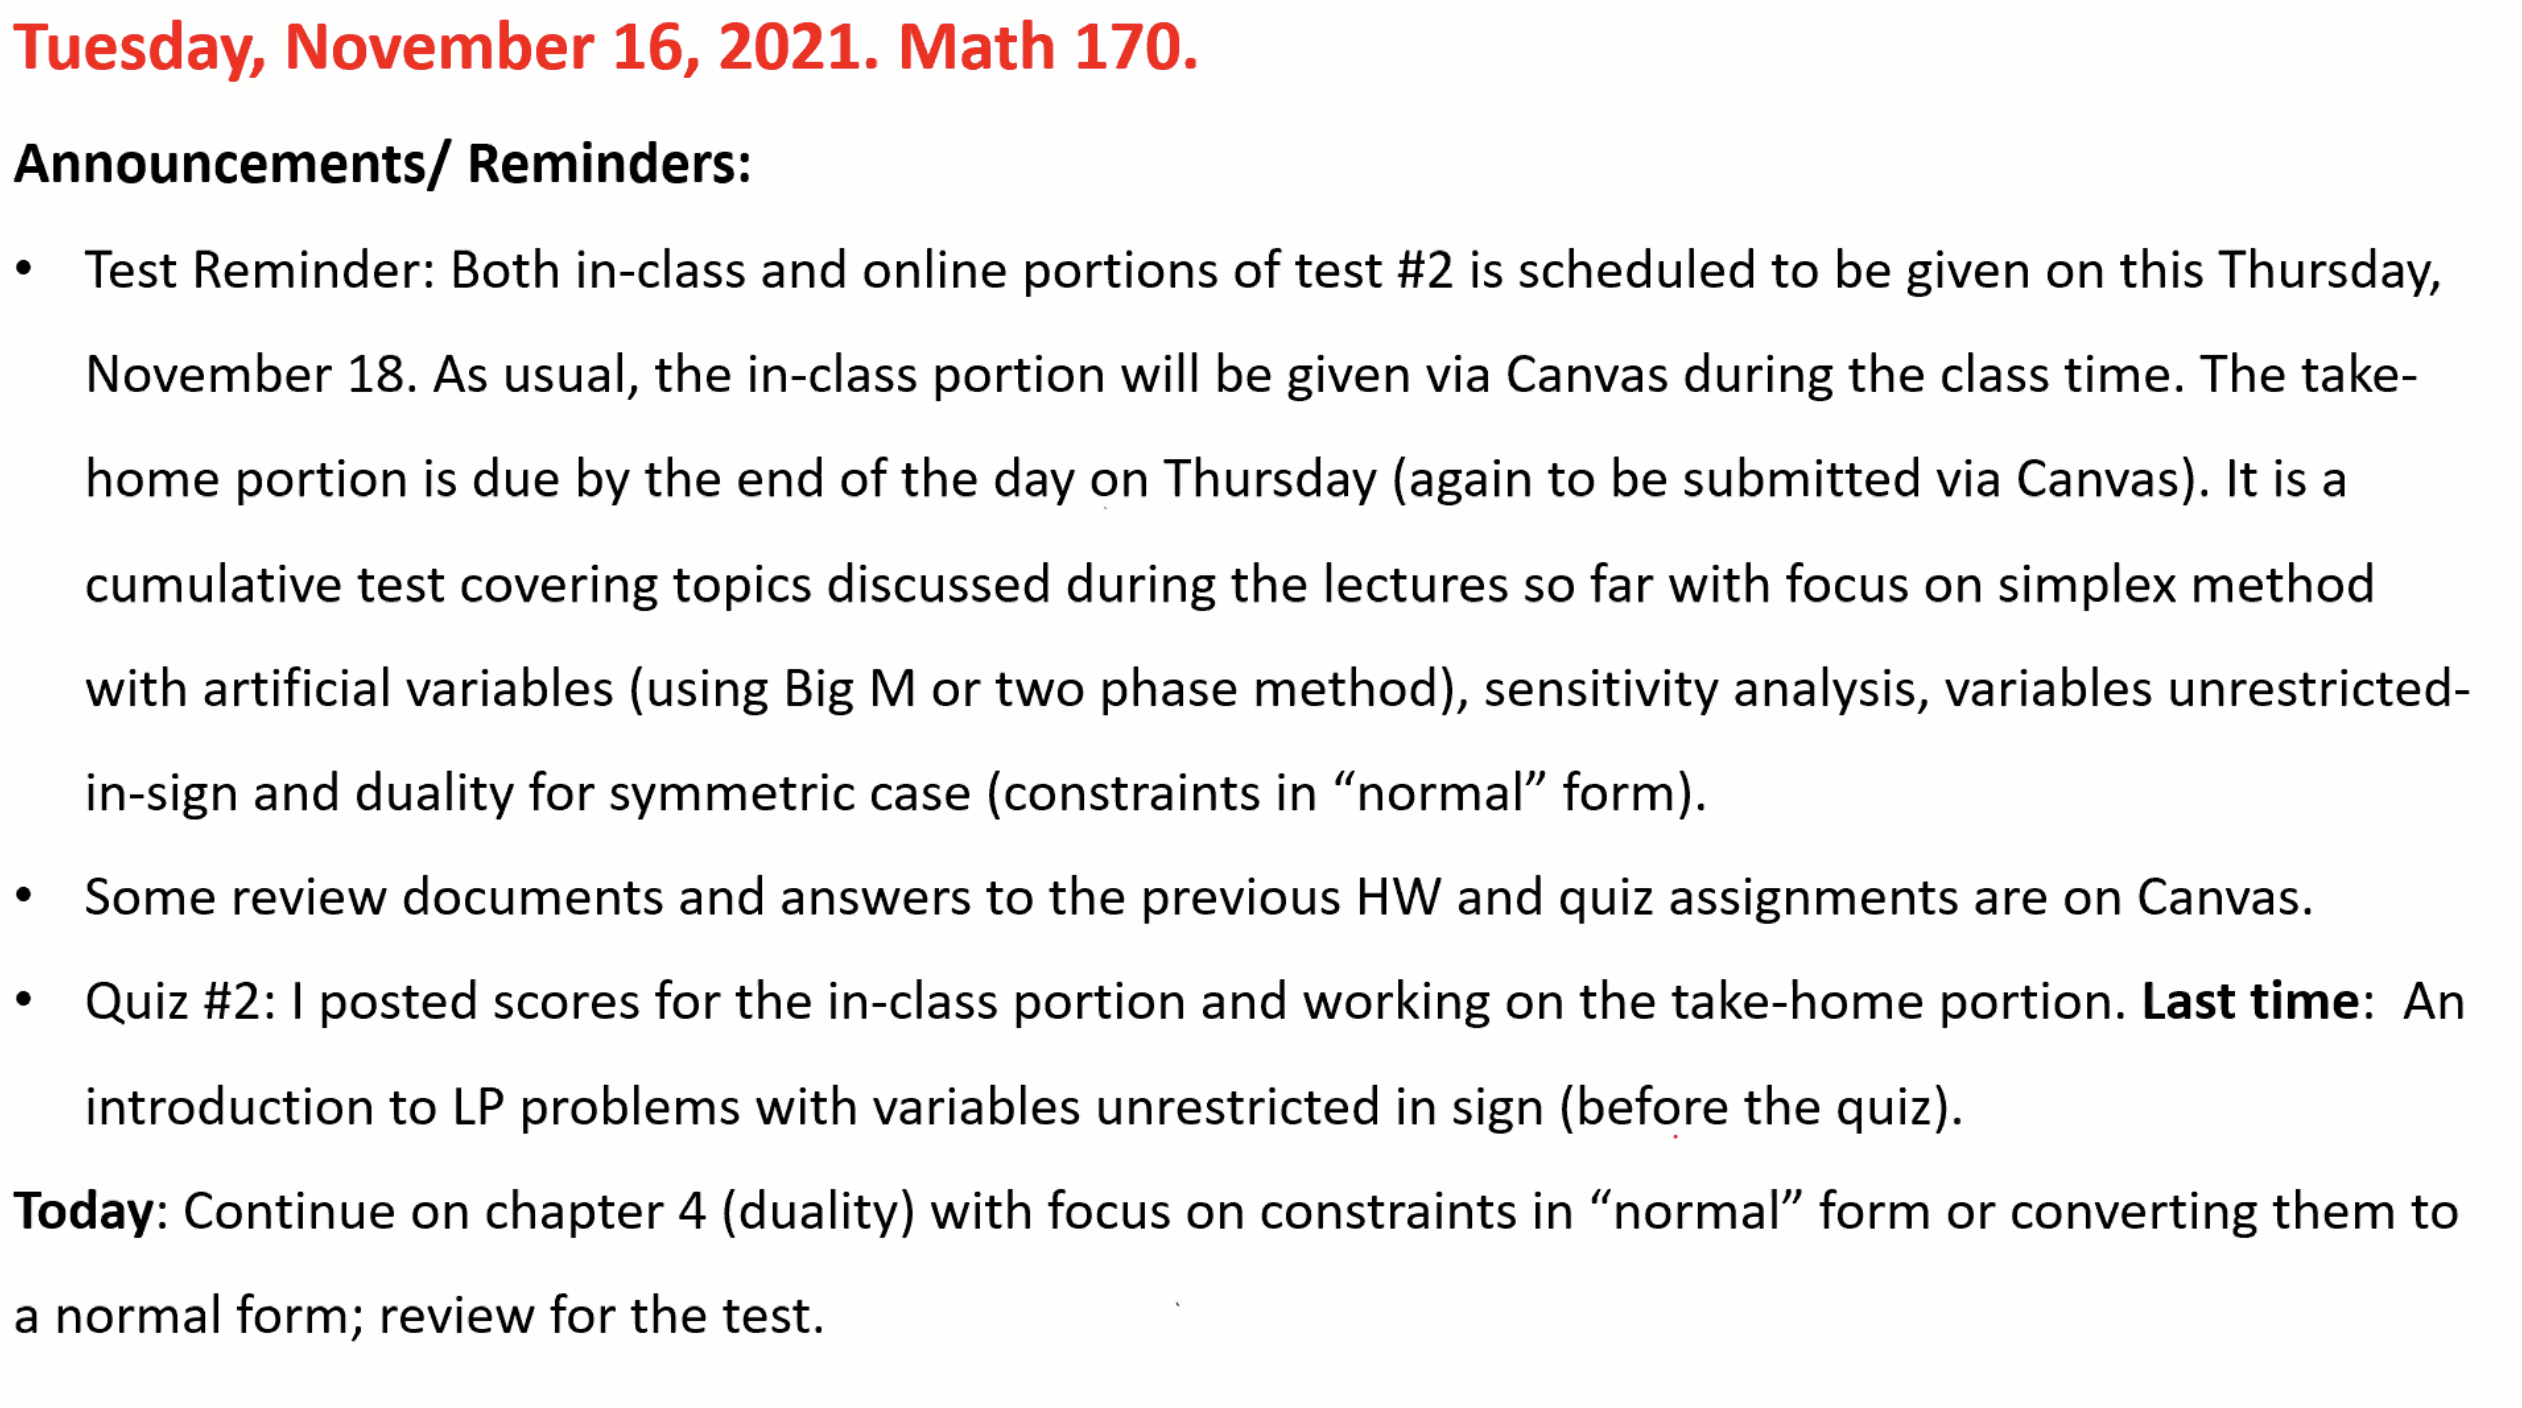 Tuesday, November 16, 2021. Math 170.
Announcements/ Reminders:
• Test Reminder: Both in-class and online portions of test #2 is scheduled to be given on this Thursday,
November 18. As usual, the in-class portion will be given via Canvas during the class time. The take-
home portion is due by the end of the day on Thursday (again to be submitted via Canvas). It is a
cumulative test covering topics discussed during the lectures so far with focus on simplex method
with artificial variables (using Big M or two phase method), sensitivity analysis, variables unrestricted-
in-sign and duality for symmetric case (constraints in “normal” form).
• Some review documents and answers to the previous HW and quiz assignments are on Canvas.
• Quiz #2: I posted scores for the in-class portion and working on the take-home portion. Last time: An
introduction to LP problems with variables unrestricted in sign (before the quiz).
Today: Continue on chapter 4 (duality) with focus on constraints in “normal” form or converting them to
a normal form; review for the test.